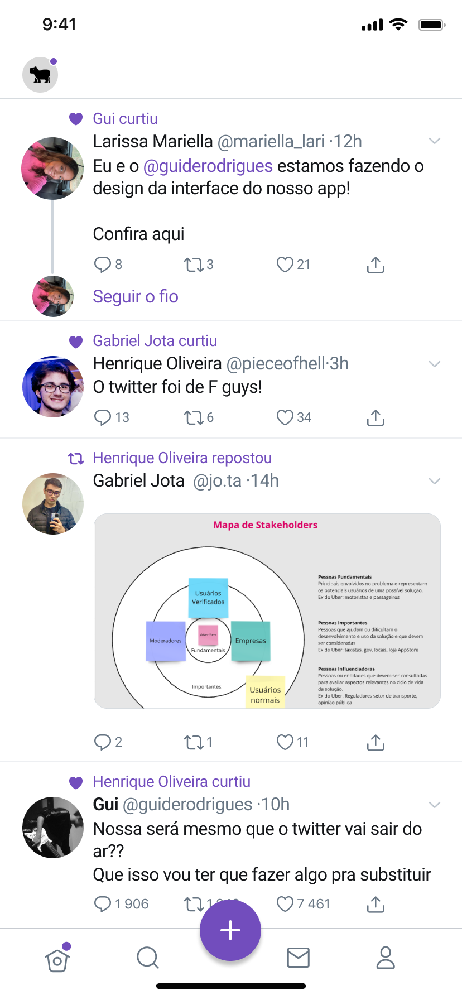 9:41
Gui curtiu
Larissa Mariella @mariella_lari ·12h
Eu e o @guiderodrigues estamos fazendo o
design da interface do nosso app!
Confira aqui
8 3 21
Seguir o fio
Gabriel Jota curtiu
Henrique Oliveira @pieceofhell·3h
O twitter foi de F guys!
13 6 34
Henrique Oliveira repostou
Gabriel Jota @jo.ta ·14h
Mapa de Stakeholders
Usuários
Verificados
Moderadores
Advertisers
Empresas
Fundamentais
Importantes
Usuários
normais
Pessoas Fundamentais
Principais envolvidos no problema e representam
os potenciais usuários de uma possível solução.
Ex do Uber: motoristas e passageiros
Pessoas Importantes
Pessoas que ajudam ou dificultam o
desenvolvimento e uso da solução e que devem
ser consideradas
Ex do Uber: taxistas, gov. locais, loja AppStore
Pessoas Influenciadoras
Pessoas ou entidades que devem ser consultadas
para avaliar aspectos relevantes no ciclo de vida
da solução.
Ex do Uber: Reguladores setor de transporte,
opinião pública
2 1 11
Henrique Oliveira curtiu
Gui @guiderodrigues ·10h
Nossa será mesmo que o twitter vai sair do
ar??
Que isso vou ter que fazer algo pra substituir
1 906 7 461